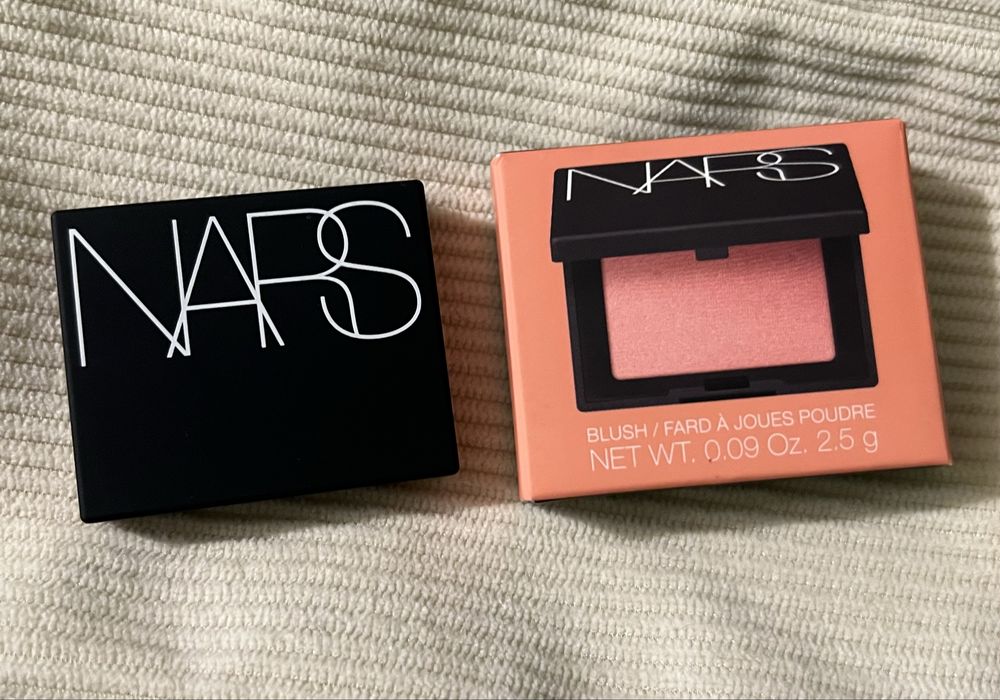 NARS
NARS
BLUSH / FARD À JOUES POUDRE
NET WT. 0.09 Oz. 2.5 g